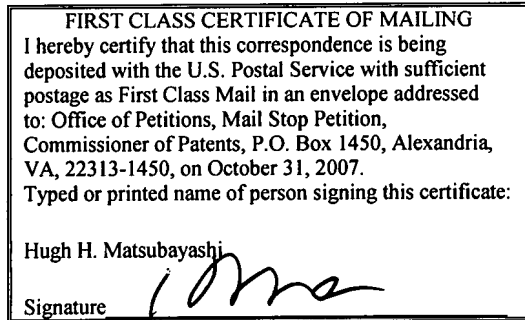 FIRST CLASS CERTIFICATE OF MAILING
I hereby certify that this correspondence is being
deposited with the U.S. Postal Service with sufficient
postage as First Class Mail in an envelope addressed
to: Office of Petitions, Mail Stop Petition,
Commissioner of Patents, P.O. Box 1450, Alexandria,
VA, 22313-1450, on October 31, 2007.
Typed or printed name of person signing this certificate:
Hugh H. Matsubayashi
Signature